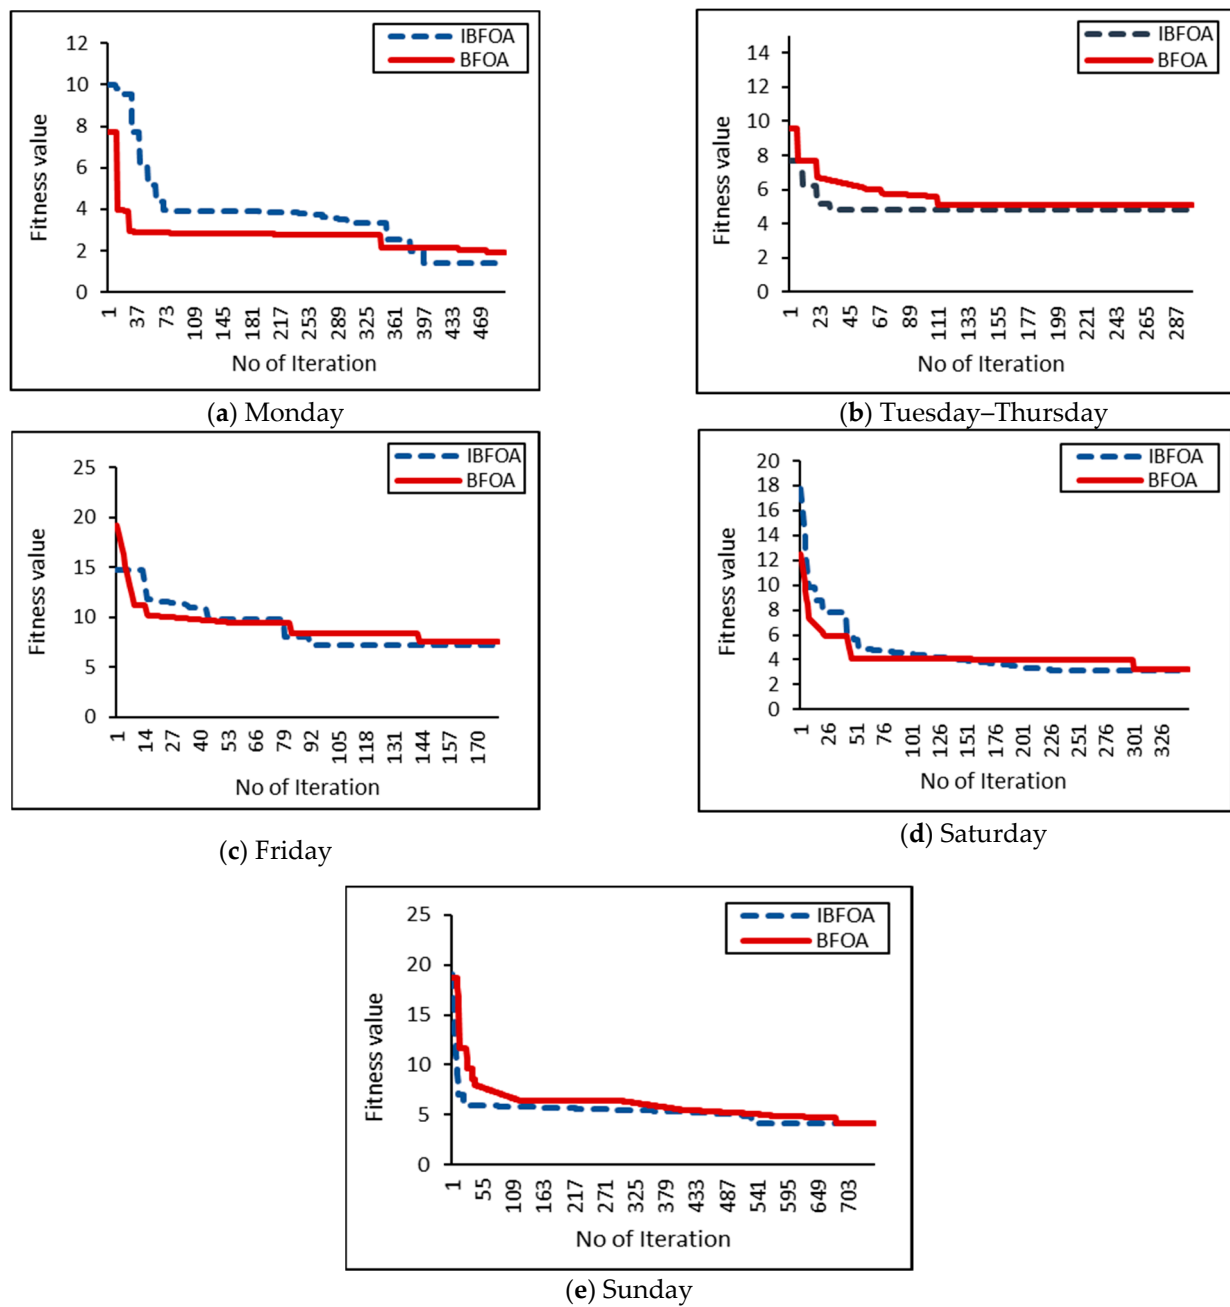 12
10
8
6
4
2
0
Fitness value
IBFOA
BFOA
1 37 73 109 145 181 217 253 289 325 361 397 433 469
No of Iteration
(a) Monday
14
12
10
8
6
4
2
0
Fitness value
IBFOA
BFOA
1 23 45 67 89 111 133 155 177 199 221 243 265 287
No of Iteration
(b) Tuesday–Thursday
25
20
15
10
5
0
Fitness value
IBFOA
BFOA
1 14 27 40 53 66 79 92 105 118 131 144 157 170
No of Iteration
(c) Friday
20
18
16
14
12
10
8
6
4
2
0
Fitness value
IBFOA
BFOA
1 26 51 76 101 126 151 176 201 226 251 276 301 326
No of Iteration
(d) Saturday
25
20
15
10
5
0
Fitness value
IBFOA
BFOA
1 55 109 163 217 271 325 379 433 487 541 595 649 703
No of Iteration
(e) Sunday